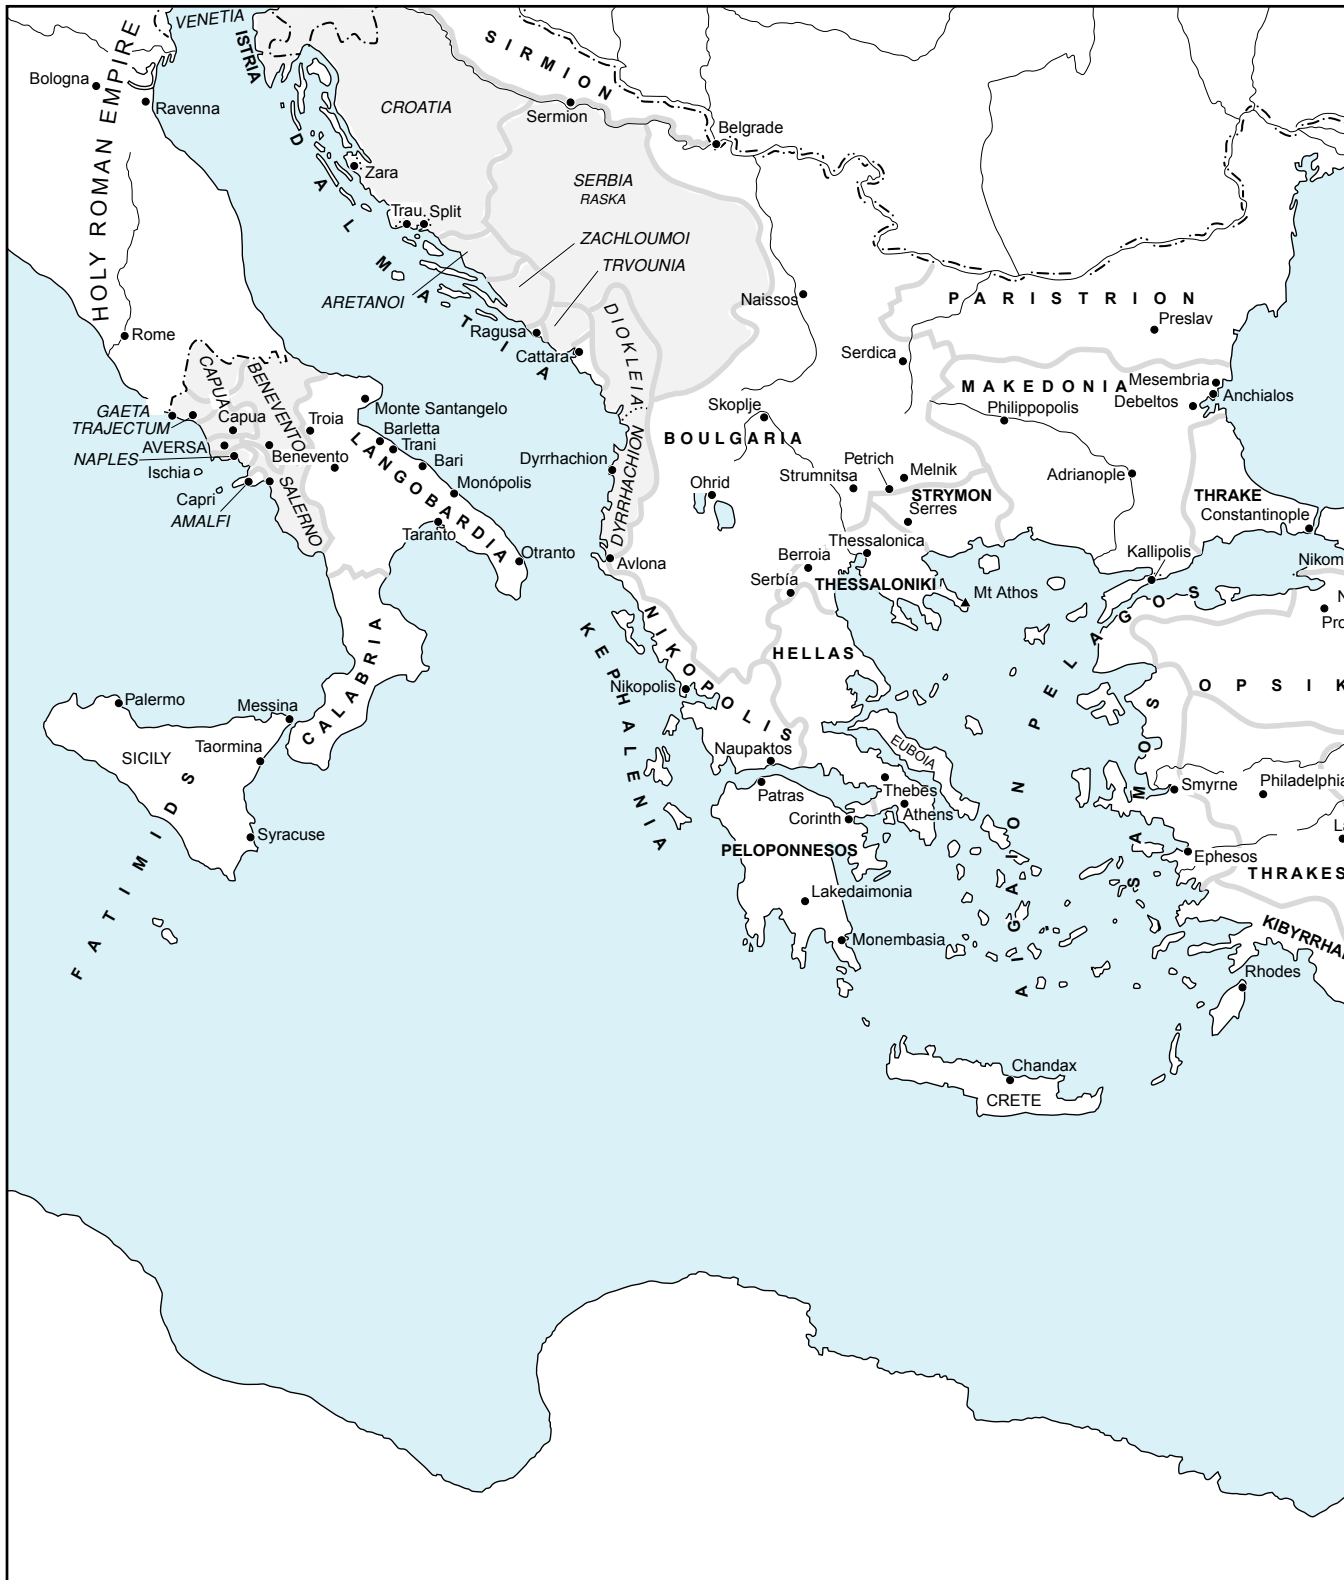 VENETIA
ISTRIA
HOLY ROMAN EMPIRE
Bologna
Ravenna
SIRMION
CROATIA
Sermion
Belgrade
DALMATIA
Zara
SERBIA
RASKA
Trau
Split
ZACHLOUMOI
TRVOUNIA
ARETANOI
Naissos
PARISTRION
Preslav
Rome
Ragusa
Cattara
DIOKLEIA
Serdica
CAPUA
BENEVENTO
MAKEDONIA
Mesembria
Debeltos
Anchialos
Philippopolis
GAETA
TRAJECTUM
Capua
Troia
Monte Santangelo
Barletta
Trani
Skoplje
BOULGARIA
AVERSA
NAPLES
Benevento
LANGOBARDIA
Bari
Dyrrhachion
DYRRHACHION
Petrich
Melnik
Strumnitsa
Adrianople
Ischia
Capri
Monópolis
Ohrid
STRYMON
Serres
THRAKE
Constantinople
AMALFI
SALERNO
Taranto
Otranto
Avlona
Thessalonica
Berroia
Serbía
THESSALONIKI
Mt Athos
Kallipolis
Nikom
N
Pro
CALABRIA
KEPHALENIA
NIKOPOLIS
HELLAS
AIGAION PELAGOS
OPSIK
Nikopolis
Palermo
Messina
SICILY
Taormina
Naupaktos
EUBOIA
SAMOS
FATIMIDS
Patras
Thebes
Smyrne
Philadelphia
Syracuse
Corinth
Athens
La
PELOPONNESOS
Ephesos
THRAKES
Lakedaimonia
KIBYRRHA
Monembasia
Rhodes
Chandax
CRETE